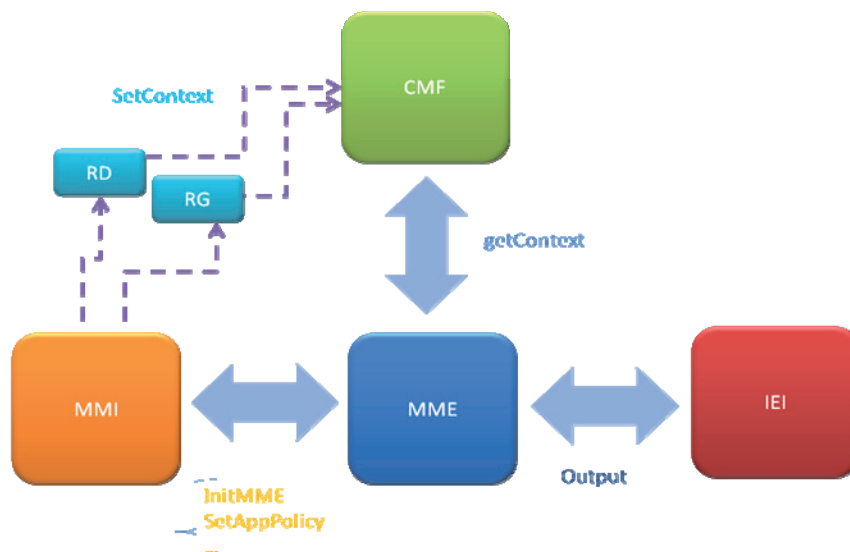 CMF
SetContext
RD
RG
getContext
MMI
MME
IEI
Output
InitMME
SetAppPolicy